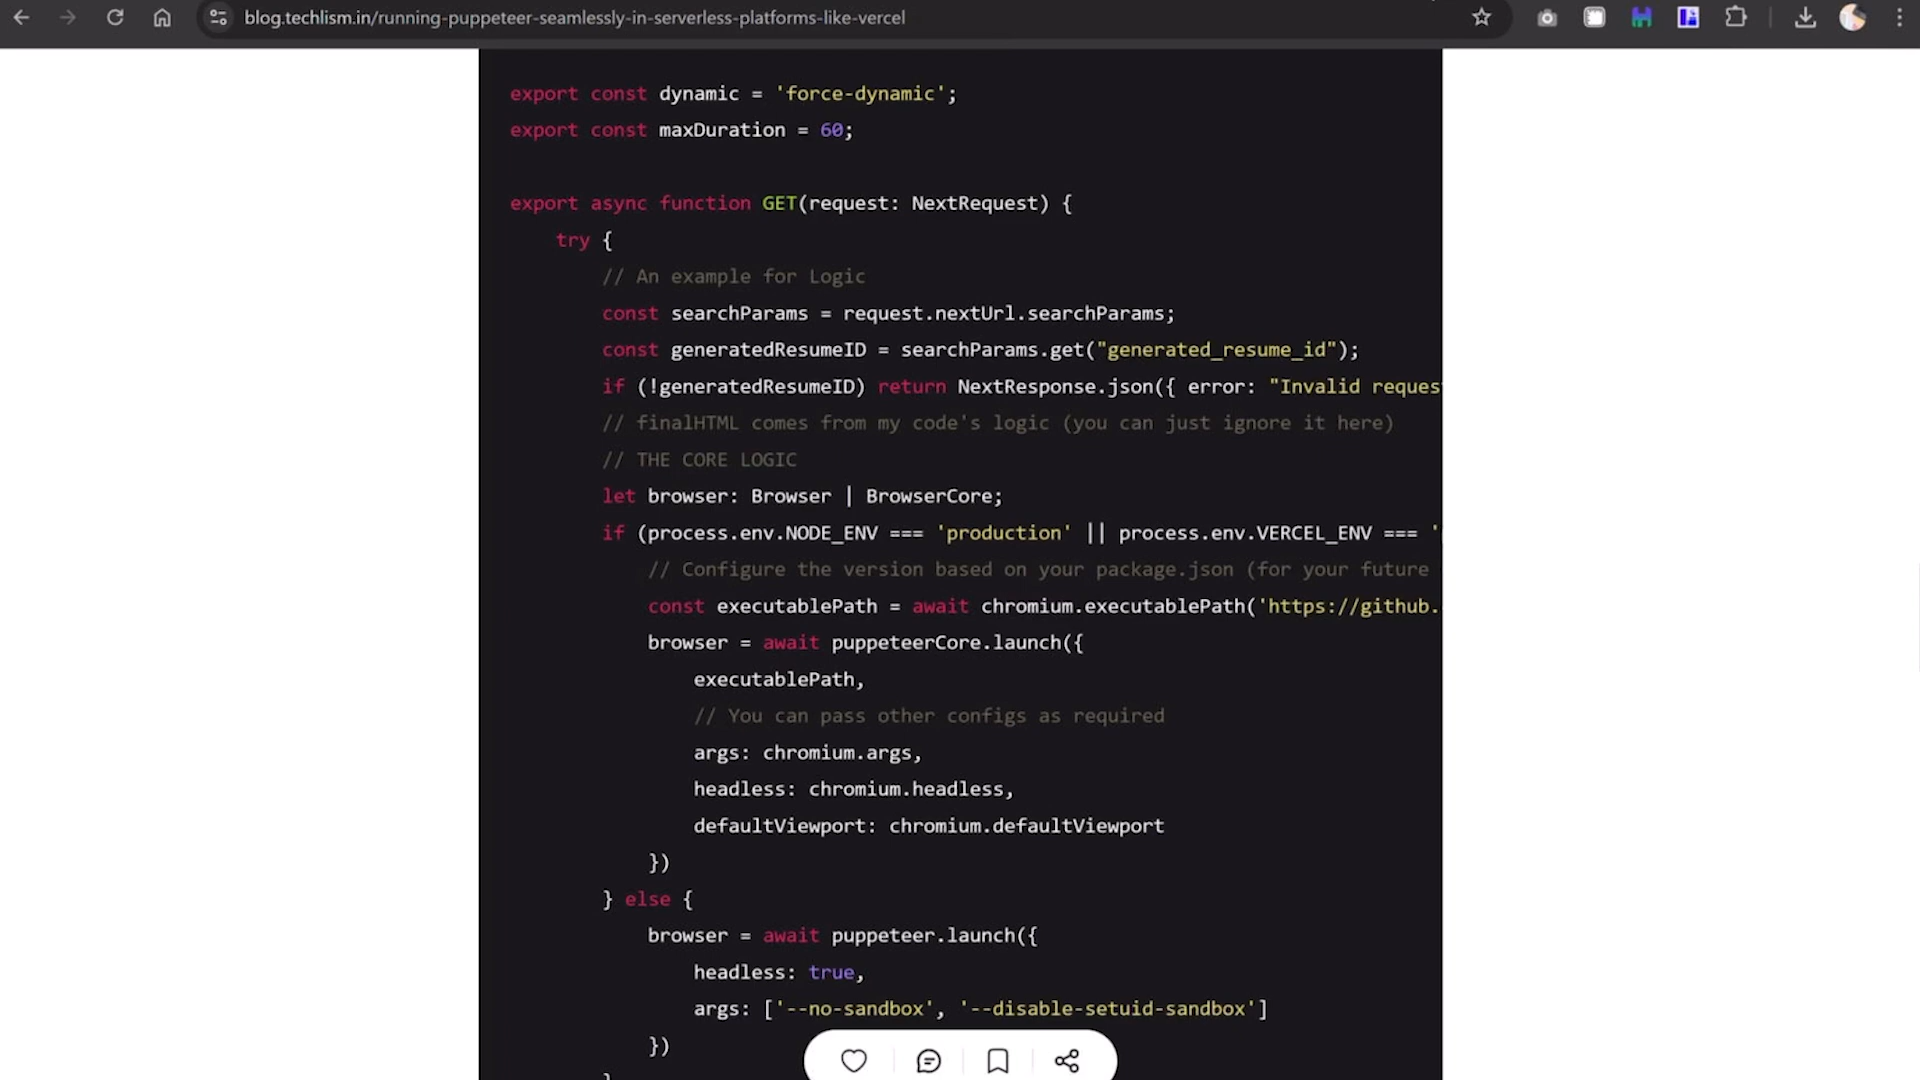 blog.techlism.in/running-puppeteer-seamlessly-in-serverless-platforms-like-vercel
export const dynamic = 'force-dynamic';
export const maxDuration = 60;
export async function GET(request: NextRequest) {
try {
// An example for Logic
const searchParams = request.nextUrl.searchParams;
const generatedResumeID = searchParams.get("generated_resume_id");
if (!generatedResumeID) return NextResponse.json({ error: "Invalid reques
// finalHTML comes from my code's logic (you can just ignore it here)
// THE CORE LOGIC
let browser: Browser | BrowserCore;
if (process.env.NODE_ENV === 'production' || process.env.VERCEL_ENV === '
// Configure the version based on your package.json (for your future
const executablePath = await chromium.executablePath('https://github.
browser = await puppeteerCore.launch({
executablePath,
// You can pass other configs as required
args: chromium.args,
headless: chromium.headless,
defaultViewport: chromium.defaultViewport
})
} else {
browser = await puppeteer.launch({
headless: true,
args: ['--no-sandbox', '--disable-setuid-sandbox']
})
}